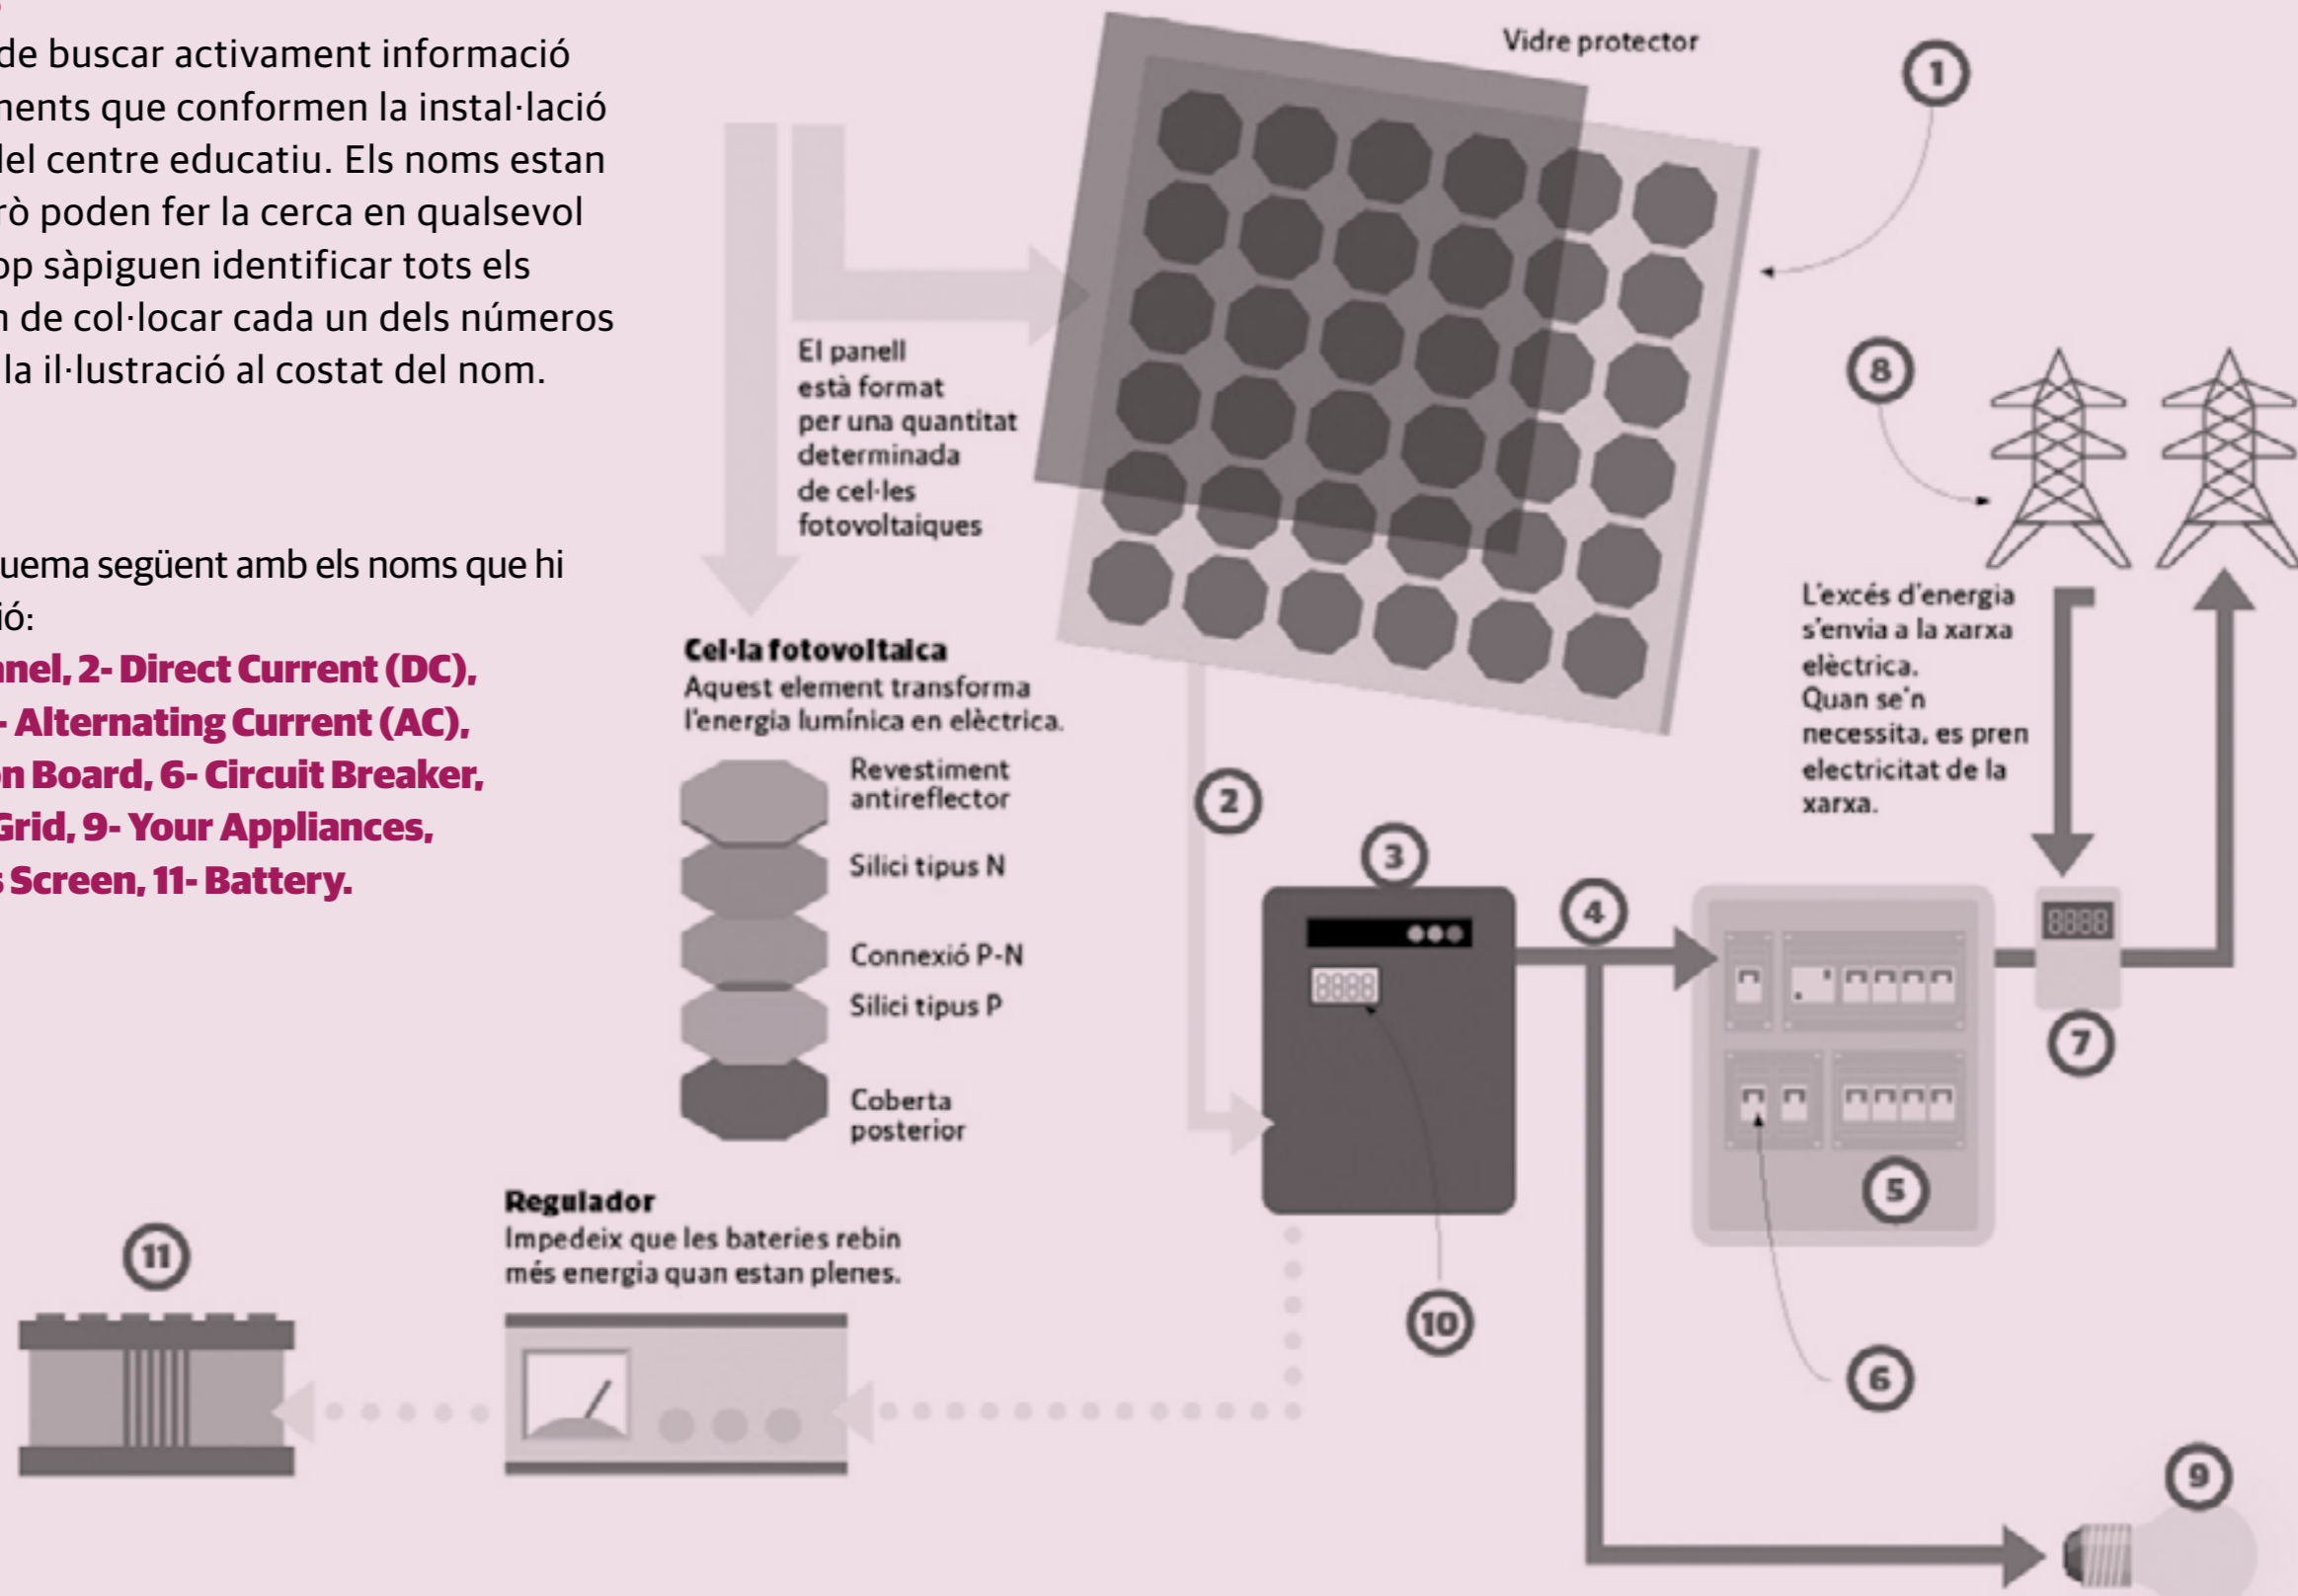 de buscar activament informació
ments que conformen la instal·lació
del centre educatiu. Els noms estan
rò poden fer la cerca en qualsevol
op sàpiguen identificar tots els
n de col·locar cada un dels números
la il·lustració al costat del nom.
uema següent amb els noms que hi
ió:
anel, 2- Direct Current (DC),
- Alternating Current (AC),
on Board, 6- Circuit Breaker,
Grid, 9- Your Appliances,
s Screen, 11- Battery.
Vidre protector
1
El panell
està format
per una quantitat
determinada
de cel·les
fotovoltaiques
8
L'excés d'energia
s'envia a la xarxa
elèctrica.
Quan se'n
necessita, es pren
electricitat de la
xarxa.
Cel·la fotovoltaica
Aquest element transforma
l'energia lumínica en elèctrica.
Revestiment
antireflector
Silici tipus N
Connexió P-N
Silici tipus P
Coberta
posterior
2
3
8888
4
5
8888
7
10
6
9
Regulador
Impedeix que les bateries rebin
més energia quan estan plenes.
11